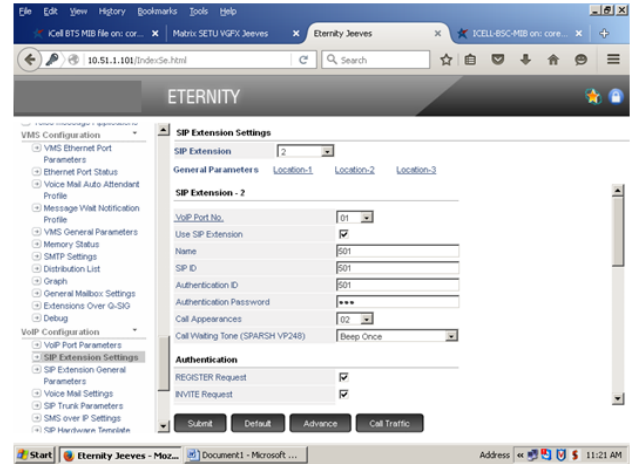 File Edit View History Bookmarks Tools Help
iCell BTS MIB file on: cor... Matrix SETU VGFX Jeeves Eternity Jeeves ICELL-BSC-MIB on: core...
10.51.1.101/IndexSe.html Search
ETERNITY
VMS Configuration
VMS Ethernet Port
Parameters
Ethernet Port Status
Voice Mail Auto Attendant
Profile
Message Wait Notification
Profile
VMS General Parameters
Memory Status
SMTP Settings
Distribution List
Graph
General Mailbox Settings
Extensions Over Q-SIG
Debug
VoIP Configuration
VoIP Port Parameters
SIP Extension Settings
SIP Extension General
Parameters
Voice Mail Settings
SIP Trunk Parameters
SMS over IP Settings
SIP Hardware Template
SIP Extension Settings
SIP Extension 2
General Parameters Location-1 Location-2 Location-3
SIP Extension - 2
VoIP Port No. 01
Use SIP Extension
Name 501
SIP ID 501
Authentication ID 501
Authentication Password ***
Call Appearances 02
Call Waiting Tone (SPARSH VP248) Beep Once
Authentication
REGISTER Request
INVITE Request
Submit Default Advance Call Traffic
Start Eternity Jeeves - Moz... Document1 - Microsoft ... Address « 11:21 AM